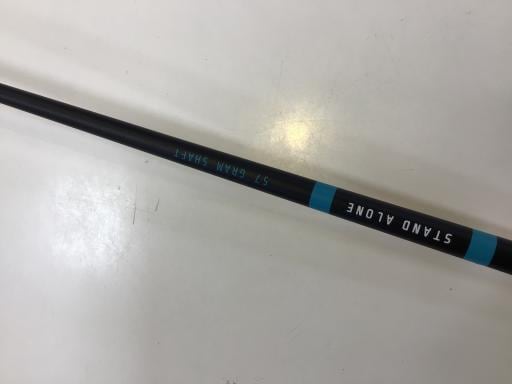 STAND ALONE
57 GRAM SHAFT